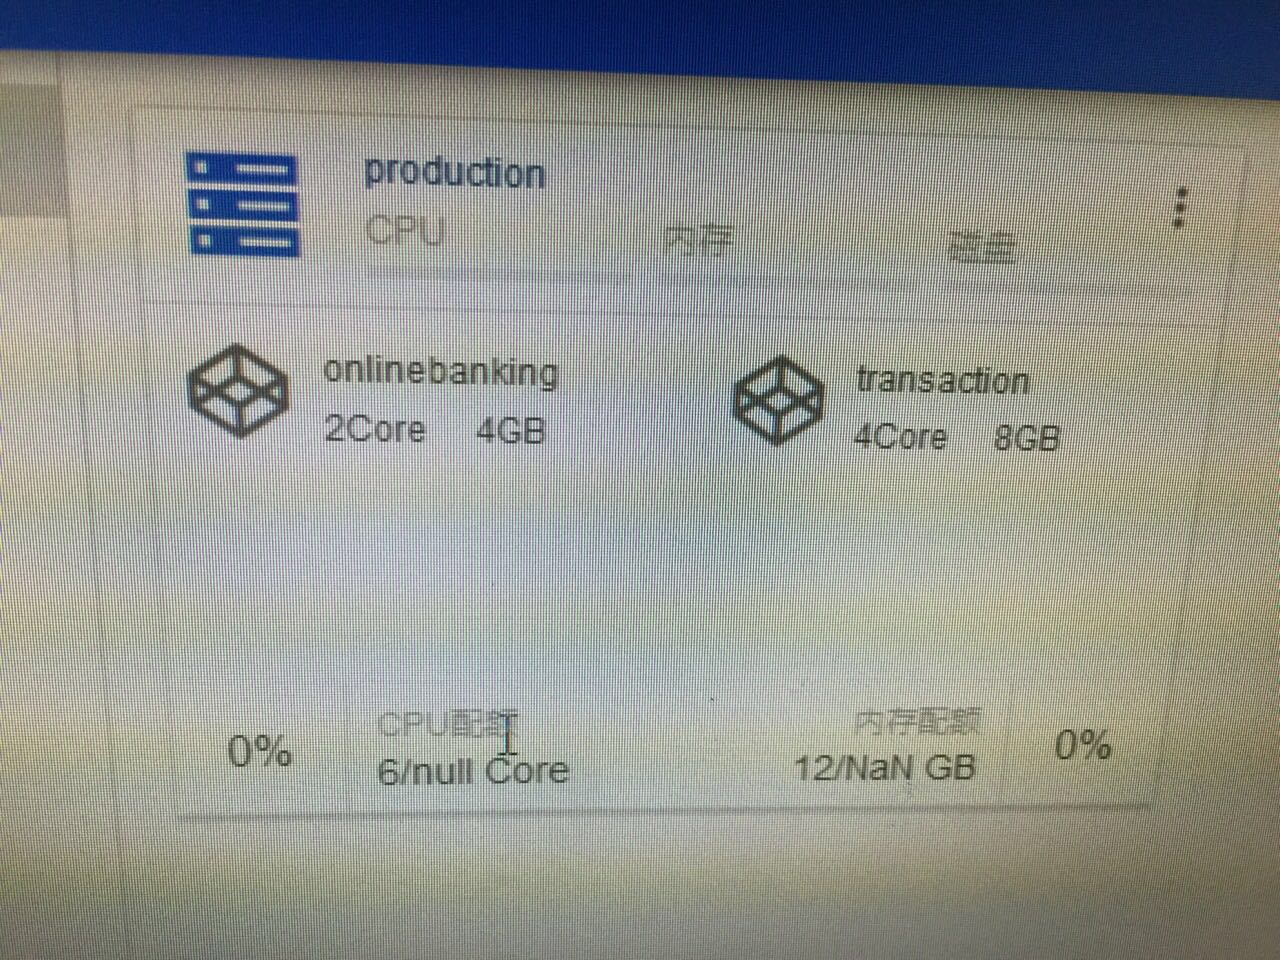 production
CPU 内存 磁盘
onlinebanking
2Core 4GB
transaction
4Core 8GB
0%
CPU配额
6/null Core
内存配额
12/NaN GB
0%